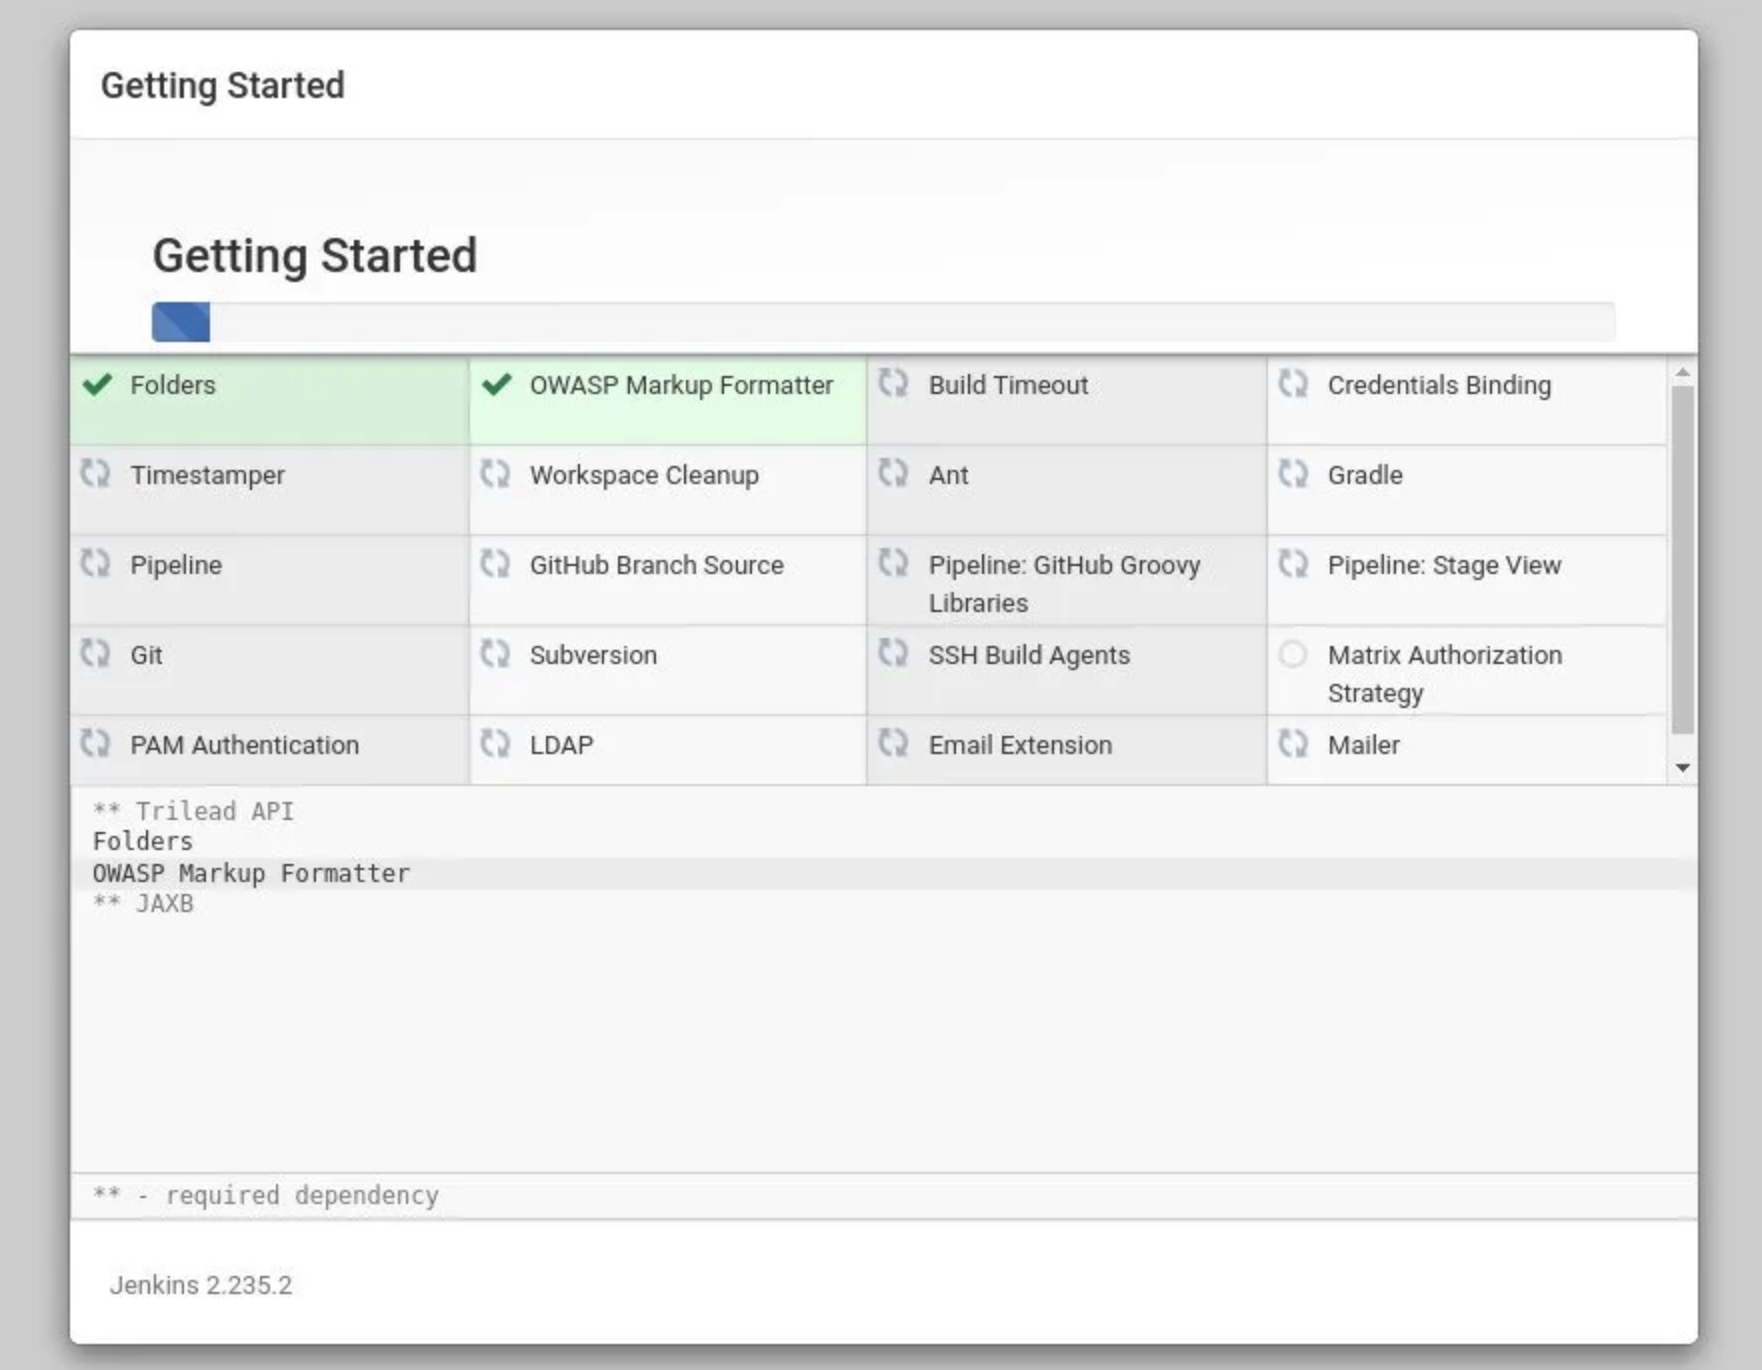 Getting Started
Getting Started
Folders
OWASP Markup Formatter
Build Timeout
Credentials Binding
Timestamper
Workspace Cleanup
Ant
Gradle
Pipeline
GitHub Branch Source
Pipeline: GitHub Groovy
Libraries
Pipeline: Stage View
Git
Subversion
SSH Build Agents
Matrix Authorization
Strategy
PAM Authentication
LDAP
Email Extension
Mailer
** Trilead API
Folders
OWASP Markup Formatter
** JAXB
** - required dependency
Jenkins 2.235.2